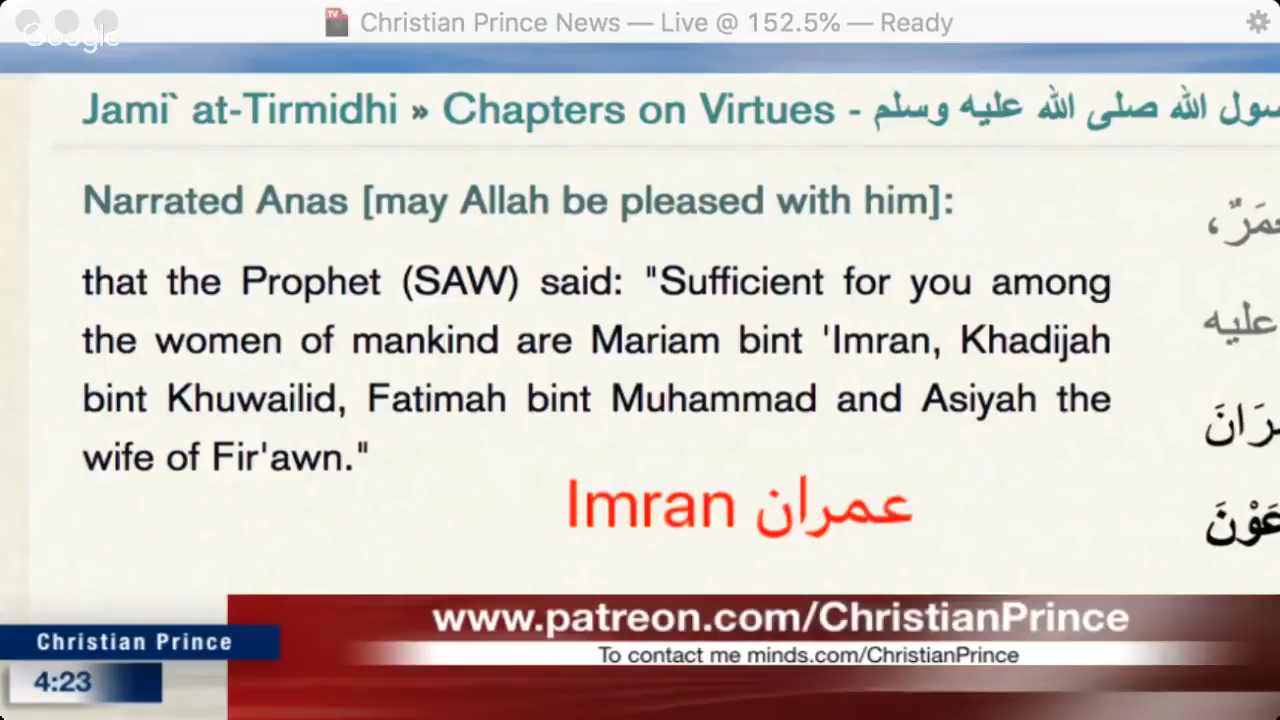 Christian Prince News — Live @ 152.5% — Ready
Google
Jami` at-Tirmidhi » Chapters on Virtues - سول الله صلى الله عليه وسلم
Narrated Anas [may Allah be pleased with him]:
that the Prophet (SAW) said: "Sufficient for you among
the women of mankind are Mariam bint 'Imran, Khadijah
عليه
bint Khuwailid, Fatimah bint Muhammad and Asiyah the
wife of Fir'awn."
Imran عمران
www.patreon.com/ChristianPrince
To contact me minds.com/ChristianPrince
Christian Prince
4:23